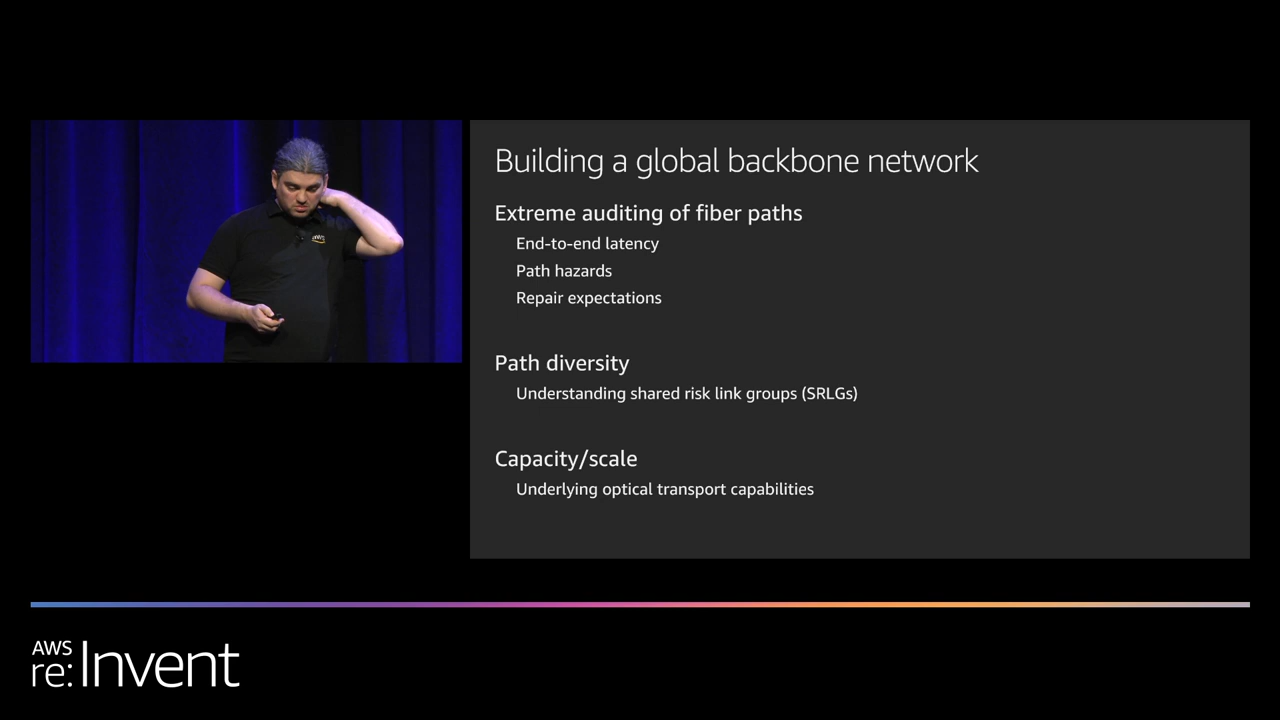 aws
Building a global backbone network
Extreme auditing of fiber paths
End-to-end latency
Path hazards
Repair expectations
Path diversity
Understanding shared risk link groups (SRLGs)
Capacity/scale
Underlying optical transport capabilities
AWS
re:Invent